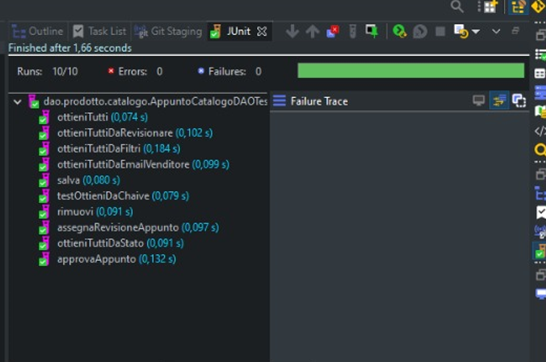 Outline Task List Git Staging JUnit
Finished after 1,66 seconds
Runs: 10/10 Errors: 0 Failures: 0
dao.prodotto.catalogo.AppuntoCatalogoDAOTes
Failure Trace
ottieniTutti (0,074 s)
ottieniTuttiDaRevisionare (0,102 s)
ottieniTuttiDaFiltri (0,184 s)
ottieniTuttiDaEmailVenditore (0,099 s)
salva (0,080 s)
testOttieniDaChaive (0,079 s)
rimuovi (0,091 s)
assegnaRevisioneAppunto (0,097 s)
ottieniTuttiDaStato (0,091 s)
approvaAppunto (0,132 s)